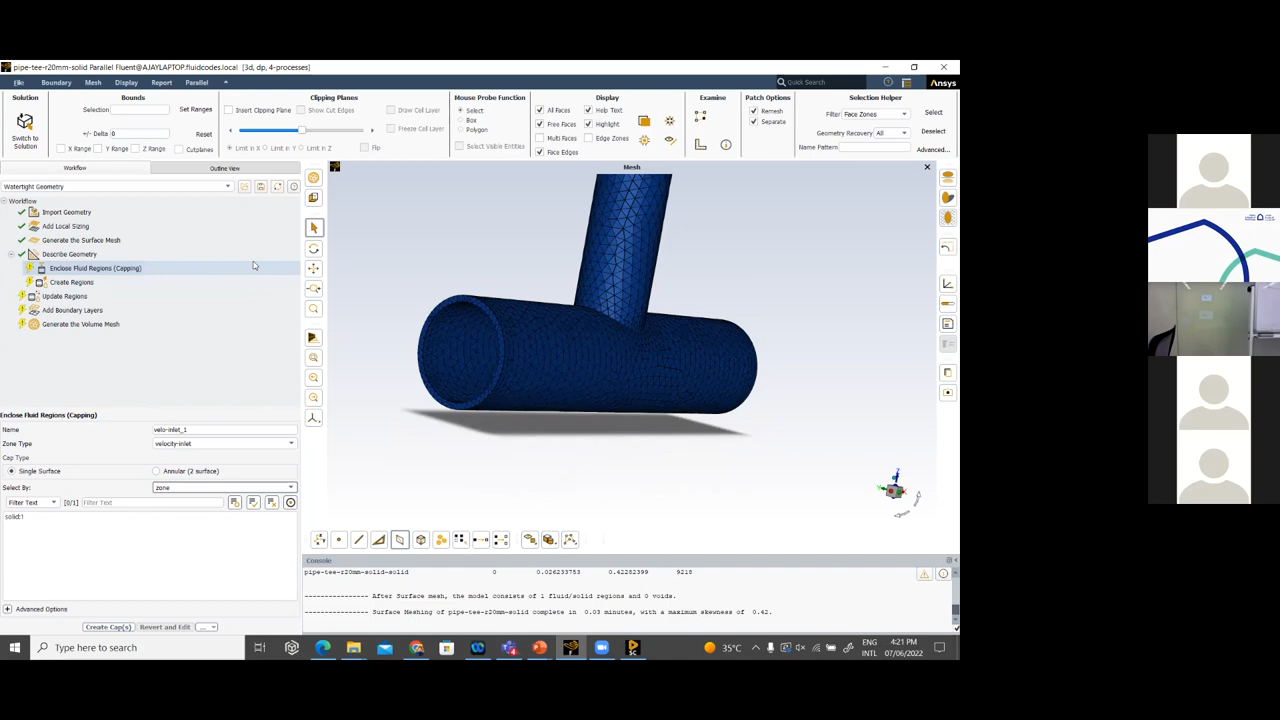 pipe-tee-r20mm-solid Parallel Fluent@AJAYLAPTOP.fluidcodes.local [3d, dp, 4-processes]
File Boundary Mesh Display Report Parallel Quick Search Ansys
Solution Bounds Clipping Planes Mouse Probe Function Display Examine Patch Options Selection Helper
Selection Set Ranges Insert Clipping Plane Show Cut Edges Draw Cell Layer Select All Faces Help Text Remesh Filter Face Zones Select
Box Free Faces Highlight Separate
Switch to Solution +/- Delta 0 Reset Freeze Cell Layer Polygon Multi Faces Edge Zones Geometry Recovery All Deselect
X Range Y Range Z Range Cutplanes Limit in X Limit in Y Limit in Z Flip Select Visible Entities Face Edges Name Pattern Advanced...
Workflow Outline View Mesh
Watertight Geometry
Workflow
Import Geometry
Add Local Sizing
Generate the Surface Mesh
Describe Geometry
Enclose Fluid Regions (Capping)
Create Regions
Update Regions
Add Boundary Layers
Generate the Volume Mesh
Enclose Fluid Regions (Capping)
Name velo-inlet_1
Zone Type velocity-inlet
Cap Type
Single Surface Annular (2 surface)
Select By: zone
Filter Text [0/1] Filter Text
solid:1
Advanced Options
Create Cap(s) Revert and Edit ...
Console
pipe-tee-r20mm-solid-solid 0 0.026233753 0.42282399 9218
---------------- After Surface mesh, the model consists of 1 fluid/solid regions and 0 voids.
---------------- Surface Meshing of pipe-tee-r20mm-solid complete in 0.03 minutes, with a maximum skewness of 0.42.
Type here to search 35°C ENG INTL 4:21 PM 07/06/2022